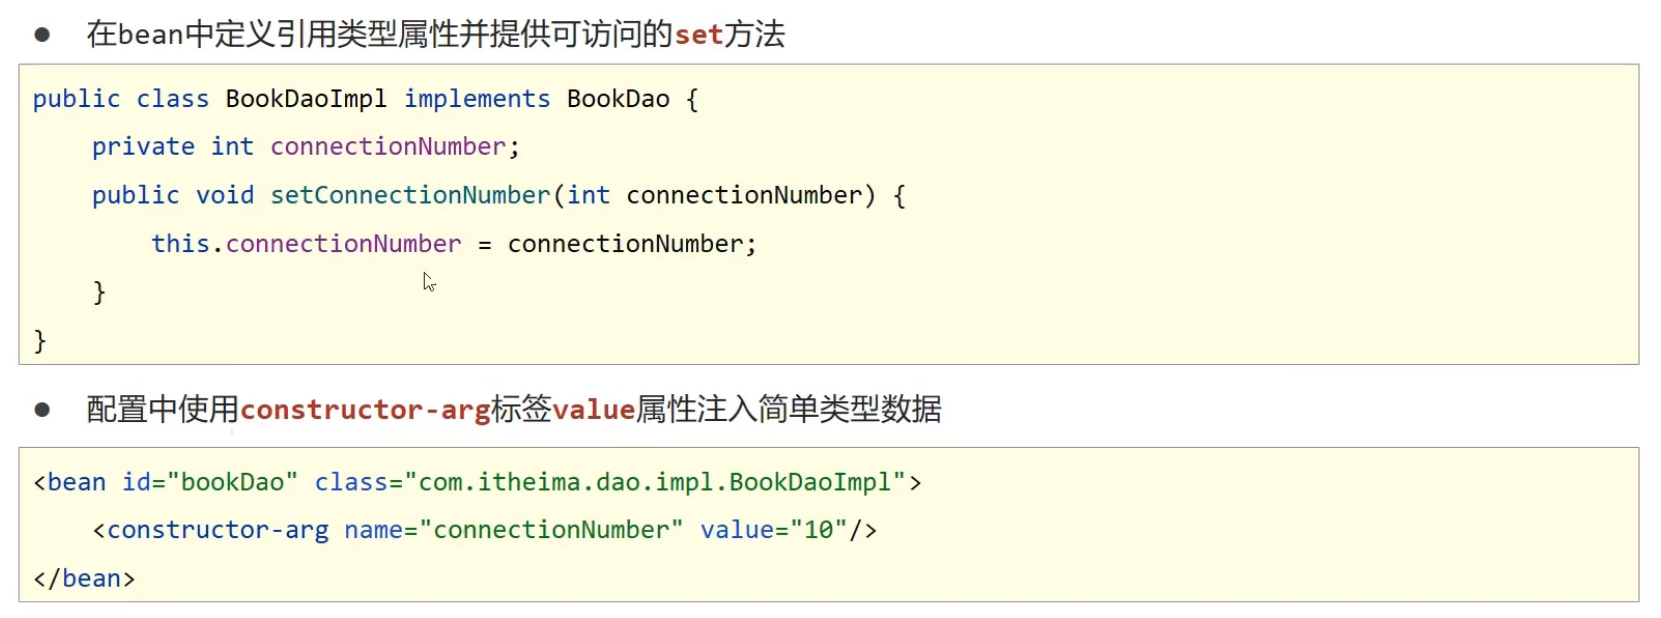 ● 在bean中定义引用类型属性并提供可访问的set方法
public class BookDaoImpl implements BookDao {
    private int connectionNumber;
    public void setConnectionNumber(int connectionNumber) {
        this.connectionNumber = connectionNumber;
    }
}
● 配置中使用constructor-arg标签value属性注入简单类型数据
<bean id="bookDao" class="com.itheima.dao.impl.BookDaoImpl">
    <constructor-arg name="connectionNumber" value="10"/>
</bean>